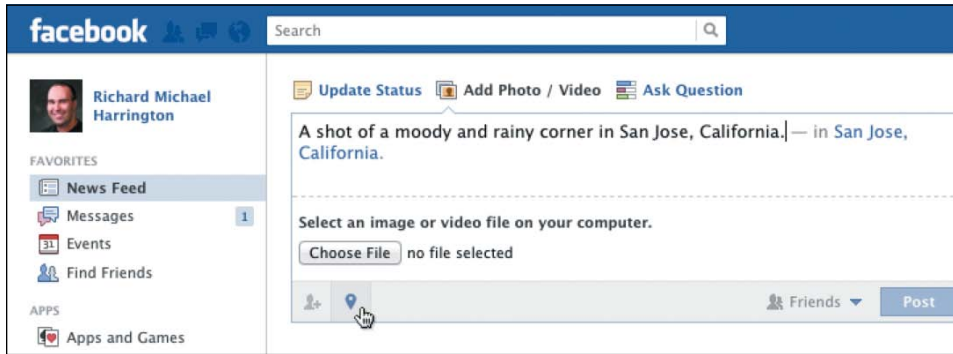 facebook
Search
Richard Michael
Harrington
FAVORITES
News Feed
Messages 1
31 Events
Find Friends
APPS
Apps and Games
Update Status Add Photo / Video Ask Question
A shot of a moody and rainy corner in San Jose, California. — in San Jose,
California.
Select an image or video file on your computer.
Choose File no file selected
Friends Post